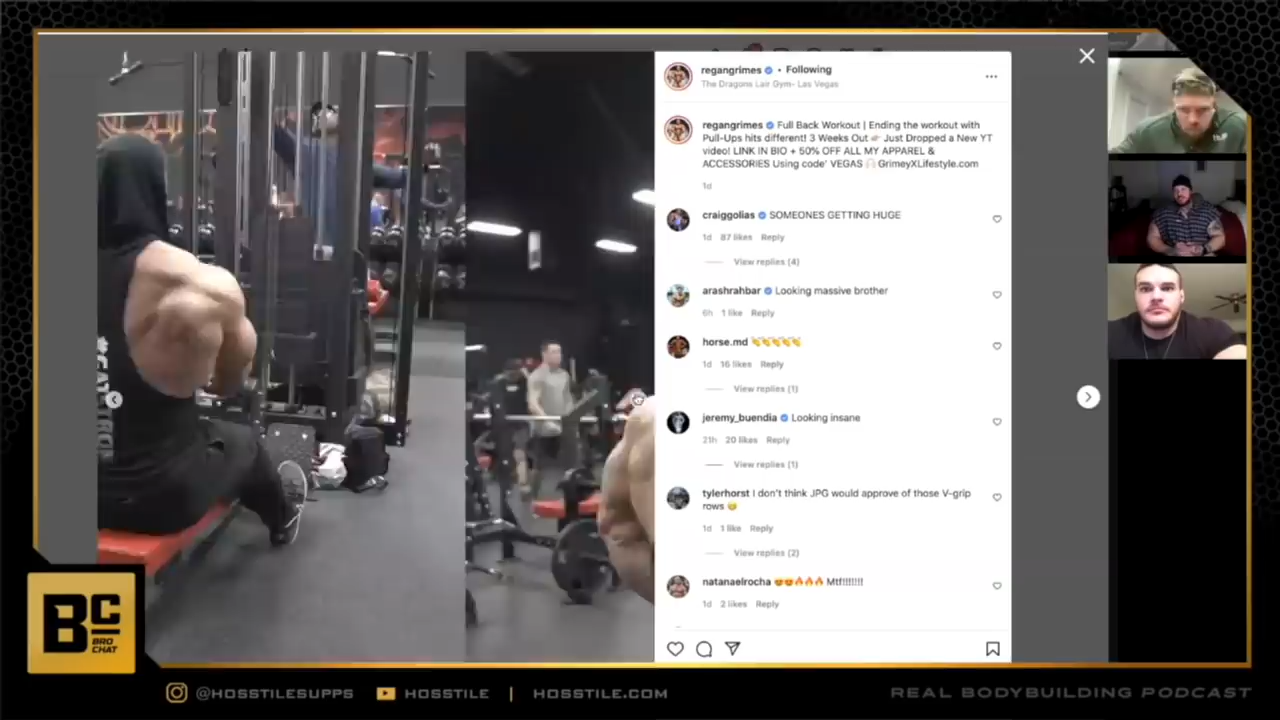 regangrimes • Following
The Dragons Lair Gym- Las Vegas
regangrimes Full Back Workout | Ending the workout with
Pull-Ups hits different! 3 Weeks Out 👉 Just Dropped a New YT
video! LINK IN BIO + 50% OFF ALL MY APPAREL &
ACCESSORIES Using code' VEGAS GrimeyXLifestyle.com
1d
craiggolias SOMEONES GETTING HUGE
1d 87 likes Reply
View replies (4)
arashrahbar Looking massive brother
6h 1 like Reply
horse.md 👏👏👏👏👏
1d 16 likes Reply
View replies (1)
jeremy_buendia Looking insane
21h 20 likes Reply
View replies (1)
tylerhorst I don't think JPG would approve of those V-grip
rows
1d 1 like Reply
View replies (2)
natanaelrocha 😍😍🔥🔥🔥 Mtf!!!!!!!
1d 2 likes Reply
BC
BRO
CHAT
@HOSSTILESUPPS HOSSTILE | HOSSTILE.COM
REAL BODYBUILDING PODCAST